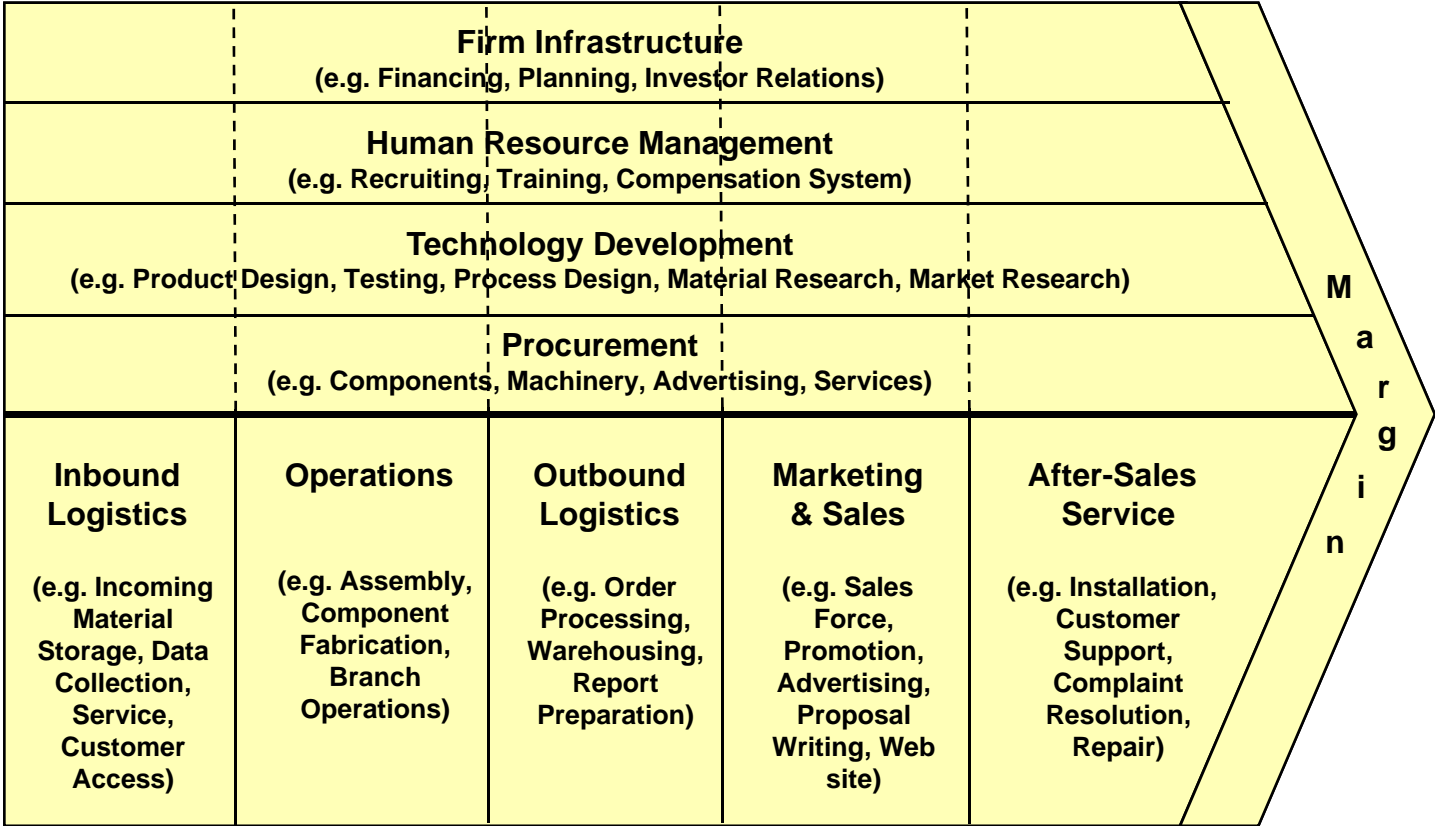 Firm Infrastructure
(e.g. Financing, Planning, Investor Relations)
Human Resource Management
(e.g. Recruiting, Training, Compensation System)
Technology Development
(e.g. Product Design, Testing, Process Design, Material Research, Market Research)
Procurement
(e.g. Components, Machinery, Advertising, Services)
Inbound
Logistics
(e.g. Incoming
Material
Storage, Data
Collection,
Service,
Customer
Access)
Operations
(e.g. Assembly,
Component
Fabrication,
Branch
Operations)
Outbound
Logistics
(e.g. Order
Processing,
Warehousing,
Report
Preparation)
Marketing
& Sales
(e.g. Sales
Force,
Promotion,
Advertising,
Proposal
Writing, Web
site)
After-Sales
Service
(e.g. Installation,
Customer
Support,
Complaint
Resolution,
Repair)
Margin